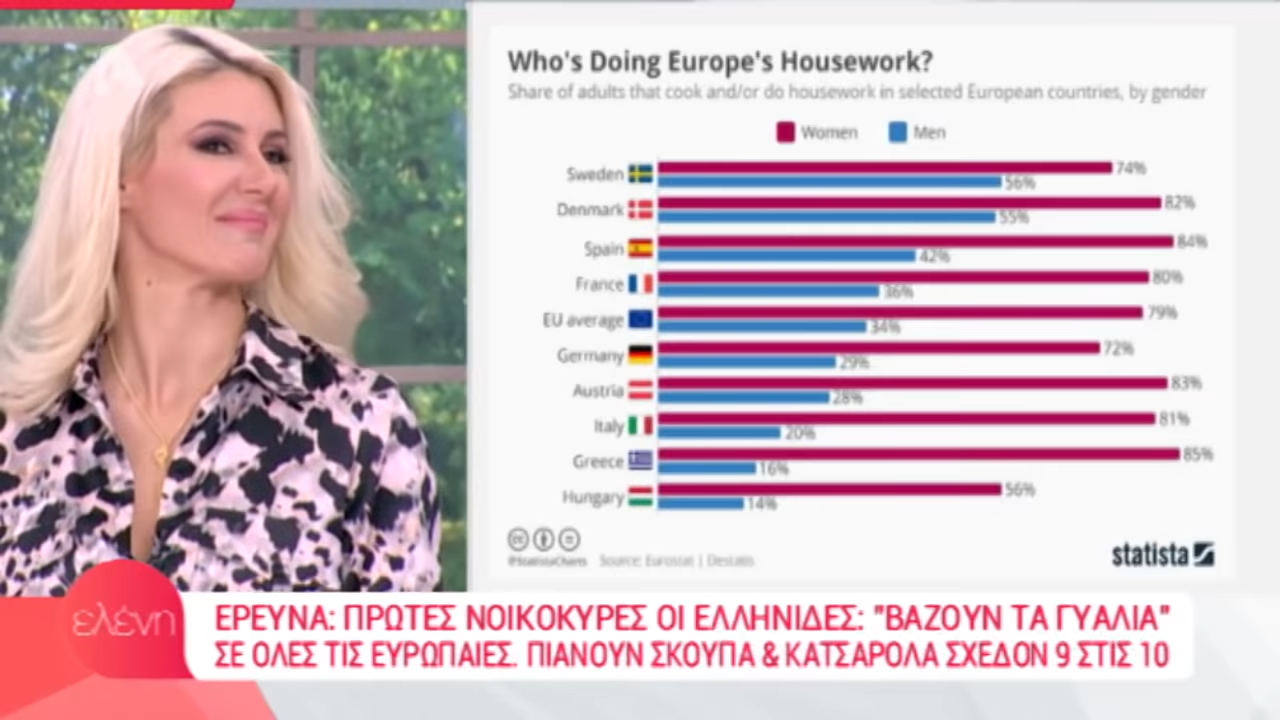 Who's Doing Europe's Housework?
Share of adults that cook and/or do housework in selected European countries, by gender
Women Men
Sweden 74%
56%
Denmark 82%
55%
Spain 84%
42%
France 80%
36%
EU average 79%
34%
Germany 72%
29%
Austria 83%
28%
Italy 81%
20%
Greece 85%
16%
Hungary 56%
14%
@StatistaCharts Source: Eurostat | Destatis
statista
ελένη
ΕΡΕΥΝΑ: ΠΡΩΤΕΣ ΝΟΙΚΟΚΥΡΕΣ ΟΙ ΕΛΛΗΝΙΔΕΣ: "ΒΑΖΟΥΝ ΤΑ ΓΥΑΛΙΑ"
ΣΕ ΟΛΕΣ ΤΙΣ ΕΥΡΩΠΑΙΕΣ. ΠΙΑΝΟΥΝ ΣΚΟΥΠΑ & ΚΑΤΣΑΡΟΛΑ ΣΧΕΔΟΝ 9 ΣΤΙΣ 10